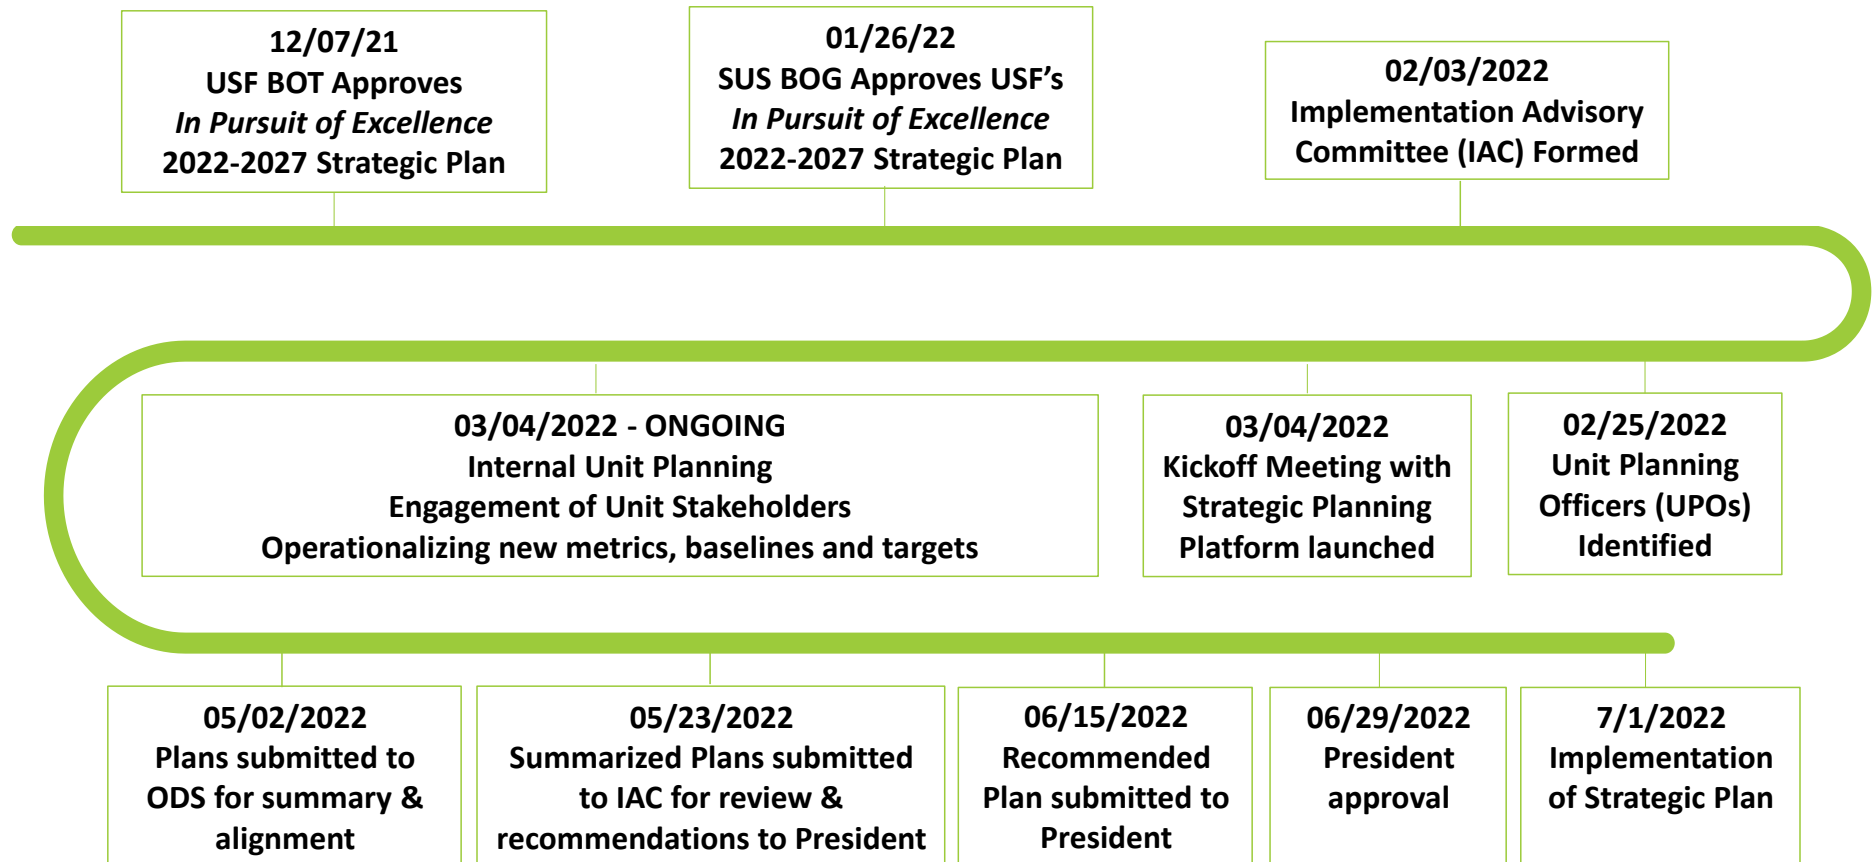 12/07/21
USF BOT Approves
In Pursuit of Excellence
2022-2027 Strategic Plan
01/26/22
SUS BOG Approves USF's
In Pursuit of Excellence
2022-2027 Strategic Plan
02/03/2022
Implementation Advisory
Committee (IAC) Formed
02/25/2022
Unit Planning
Officers (UPOs)
Identified
03/04/2022
Kickoff Meeting with
Strategic Planning
Platform launched
03/04/2022 - ONGOING
Internal Unit Planning
Engagement of Unit Stakeholders
Operationalizing new metrics, baselines and targets
05/02/2022
Plans submitted to
ODS for summary &
alignment
05/23/2022
Summarized Plans submitted
to IAC for review &
recommendations to President
06/15/2022
Recommended
Plan submitted to
President
06/29/2022
President
approval
7/1/2022
Implementation
of Strategic Plan